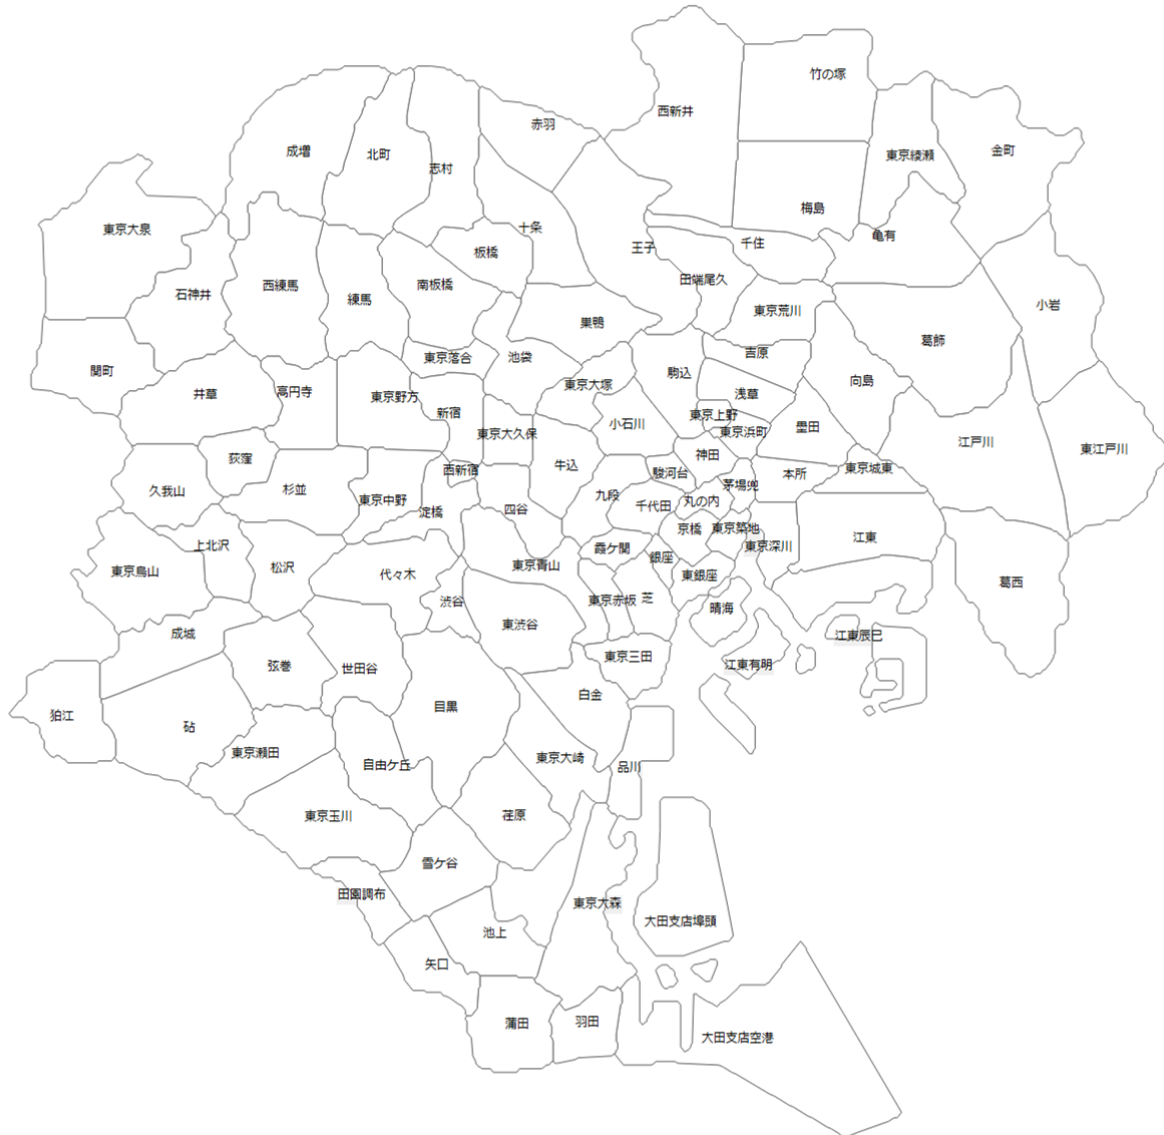 竹の塚
西新井
赤羽
成増
北町
志村
東京綾瀬
金町
梅島
東京大泉
十条
亀有
千住
王子
板橋
田端尾久
西練馬
南板橋
石神井
練馬
小岩
東京荒川
巣鴨
葛飾
吉原
東京落合
池袋
関町
駒込
向島
東京大塚
井草
高円寺
東京野方
浅草
新宿
東京上野
小石川
墨田
東京大久保
東京浜町
江戸川
東江戸川
神田
荻窪
牛込
西新宿
駿河台
本所
東京城東
久我山
杉並
茅場兜
東京中野
九段
丸の内
千代田
淀橋
四谷
京橋
東京築地
江東
上北沢
東京深川
霞ケ関
銀座
東京烏山
松沢
東京青山
代々木
東銀座
葛西
渋谷
東京赤坂
芝
晴海
東渋谷
成城
江東辰巳
東京三田
弦巻
世田谷
江東有明
白金
目黒
狛江
砧
東京瀬田
東京大崎
自由ケ丘
品川
東京玉川
荏原
雪ケ谷
田園調布
東京大森
大田支店埠頭
池上
矢口
蒲田
羽田
大田支店空港